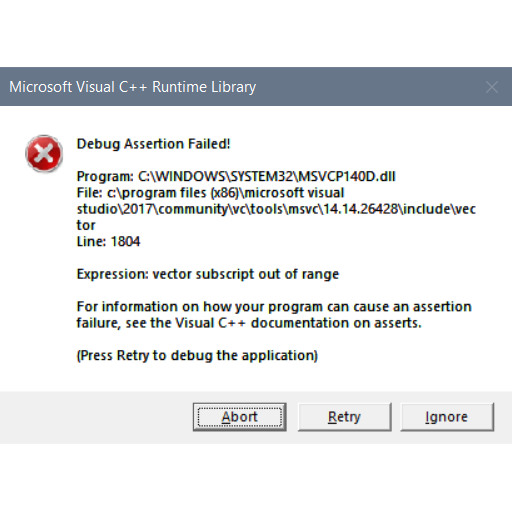 Microsoft Visual C++ Runtime Library
Debug Assertion Failed!
Program: C:\WINDOWS\SYSTEM32\MSVCP140D.dll
File: c:\program files (x86)\microsoft visual
studio\2017\community\vc\tools\msvc\14.14.26428\include\vec
tor
Line: 1804
Expression: vector subscript out of range
For information on how your program can cause an assertion
failure, see the Visual C++ documentation on asserts.
(Press Retry to debug the application)
Abort Retry Ignore